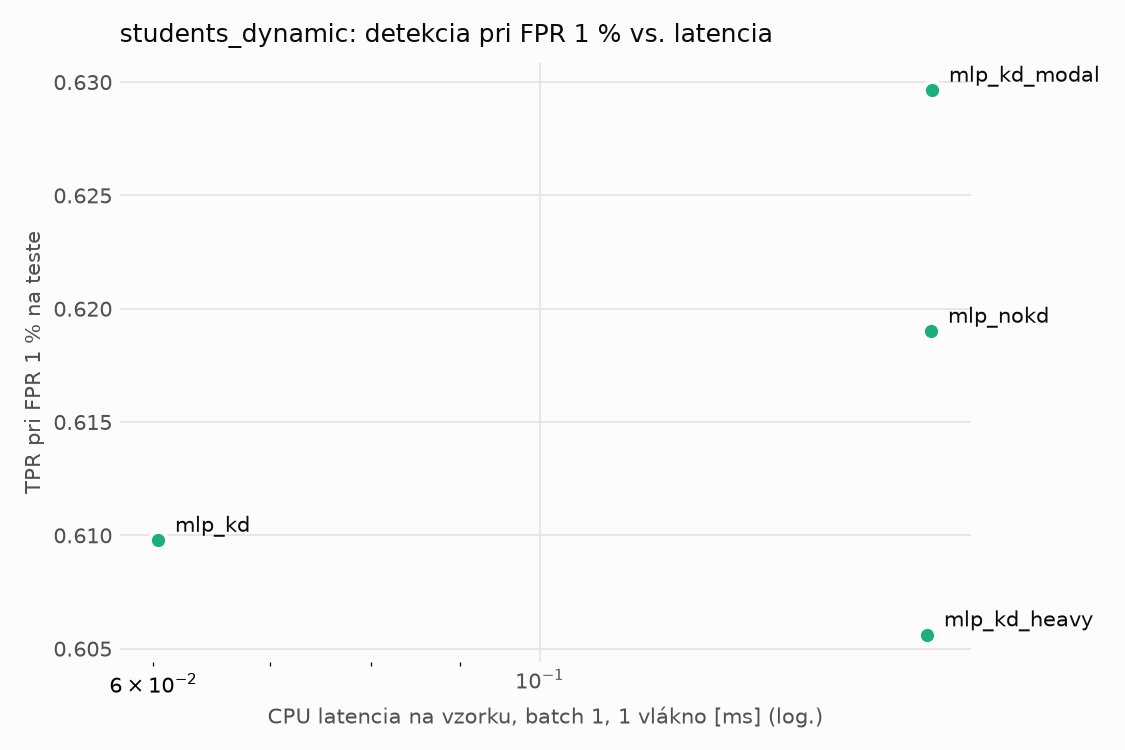 students_dynamic: detekcia pri FPR 1 % vs. latencia
0.630
0.625
0.620
0.615
0.610
0.605
TPR pri FPR 1 % na teste
mlp_kd_modal
mlp_nokd
mlp_kd
mlp_kd_heavy
6 × 10⁻²
10⁻¹
CPU latencia na vzorku, batch 1, 1 vlákno [ms] (log.)